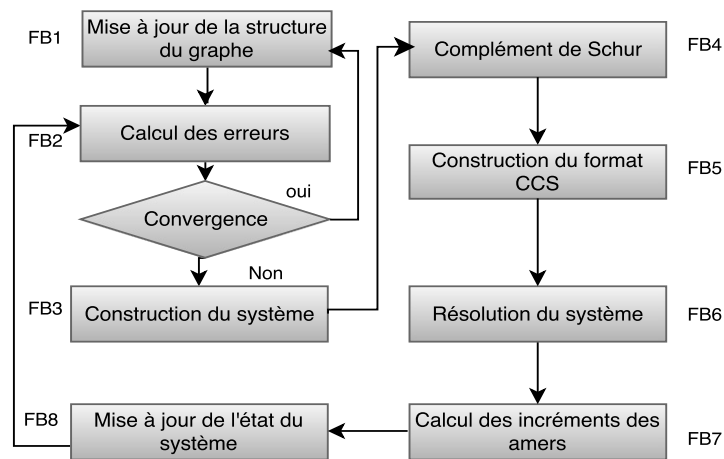 FB1
Mise à jour de la structure
du graphe
FB2
Calcul des erreurs
oui
Convergence
Non
FB3
Construction du système
FB4
Complément de Schur
FB5
Construction du format
CCS
FB6
Résolution du système
FB7
Calcul des incréments des
amers
FB8
Mise à jour de l'état du
système